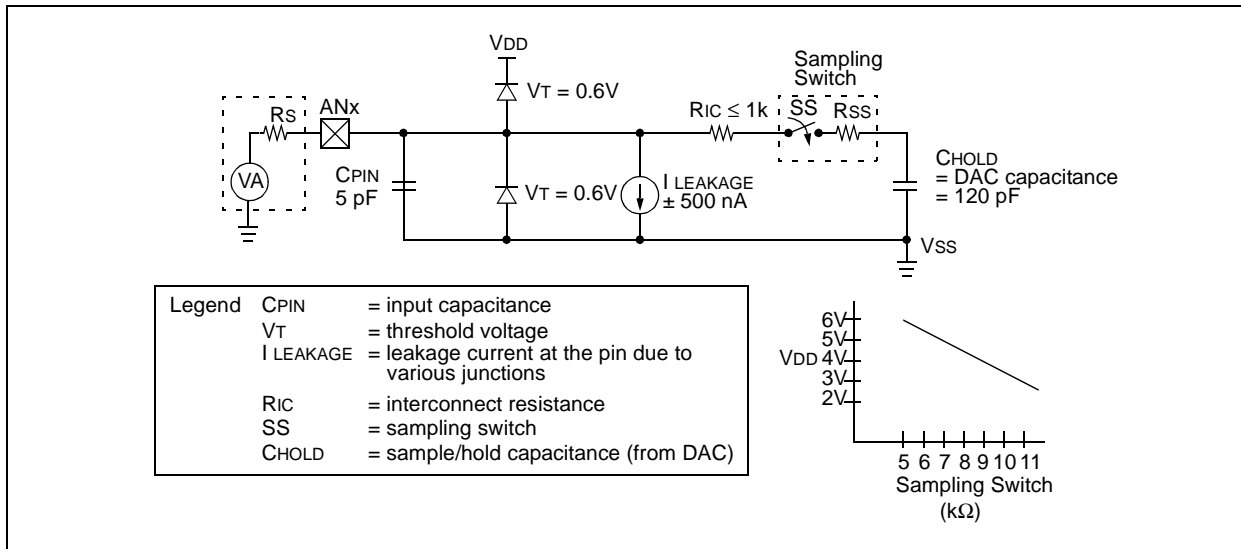 VDD
VT = 0.6V
Sampling
Switch
RS
ANx
RIC ≤ 1k
SS
RSS
VA
CPIN
5 pF
VT = 0.6V
I LEAKAGE
± 500 nA
CHOLD
= DAC capacitance
= 120 pF
VSS
Legend CPIN = input capacitance
VT = threshold voltage
I LEAKAGE = leakage current at the pin due to
various junctions
RIC = interconnect resistance
SS = sampling switch
CHOLD = sample/hold capacitance (from DAC)
6V
5V
VDD 4V
3V
2V
5 6 7 8 9 10 11
Sampling Switch
(kΩ)